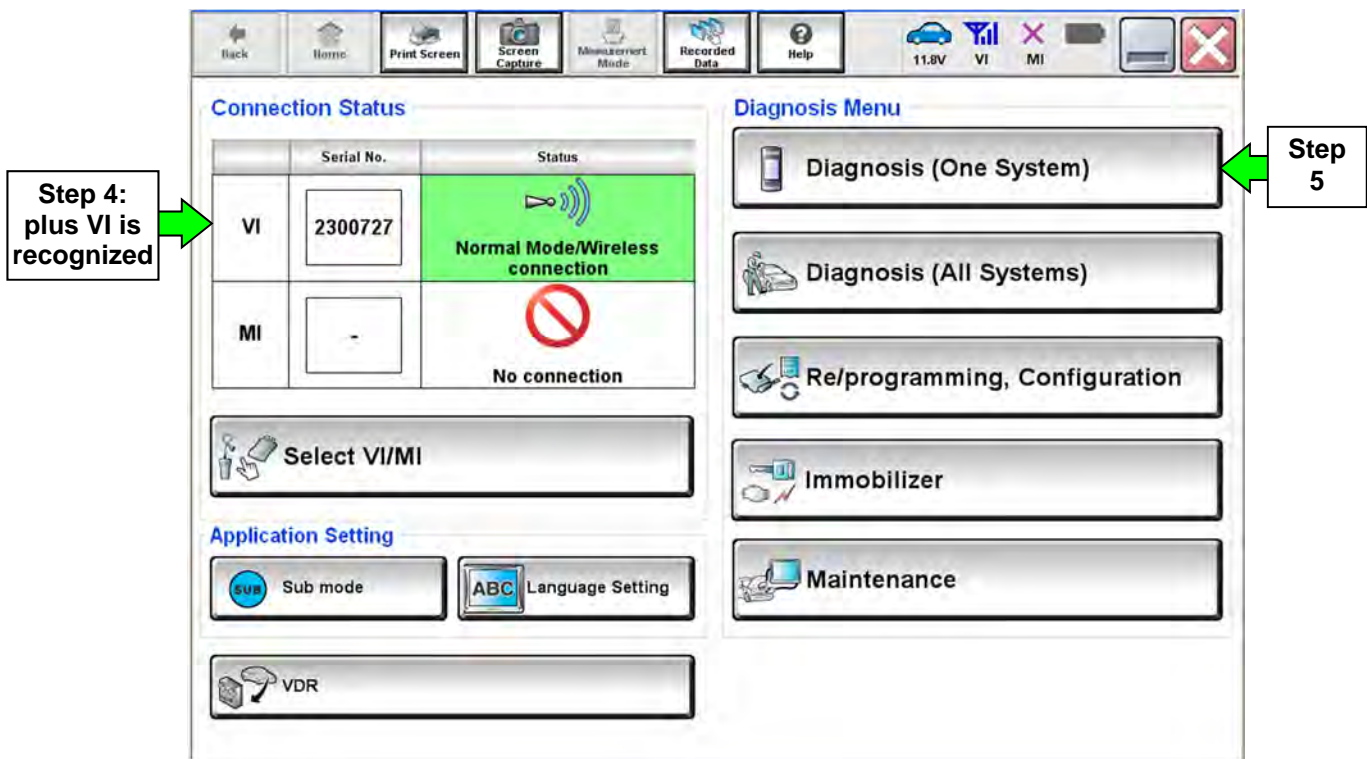 Back
Home
Print Screen
Screen
Capture
Measurement
Mode
Recorded
Data
Help
11.8V
VI
MI
Connection Status
Serial No.
Status
VI
2300727
Normal Mode/Wireless
connection
MI
-
No connection
Select VI/MI
Application Setting
SUB
Sub mode
ABC
Language Setting
VDR
Diagnosis Menu
Diagnosis (One System)
Diagnosis (All Systems)
Re/programming, Configuration
Immobilizer
Maintenance
Step 4:
plus VI is
recognized
Step
5